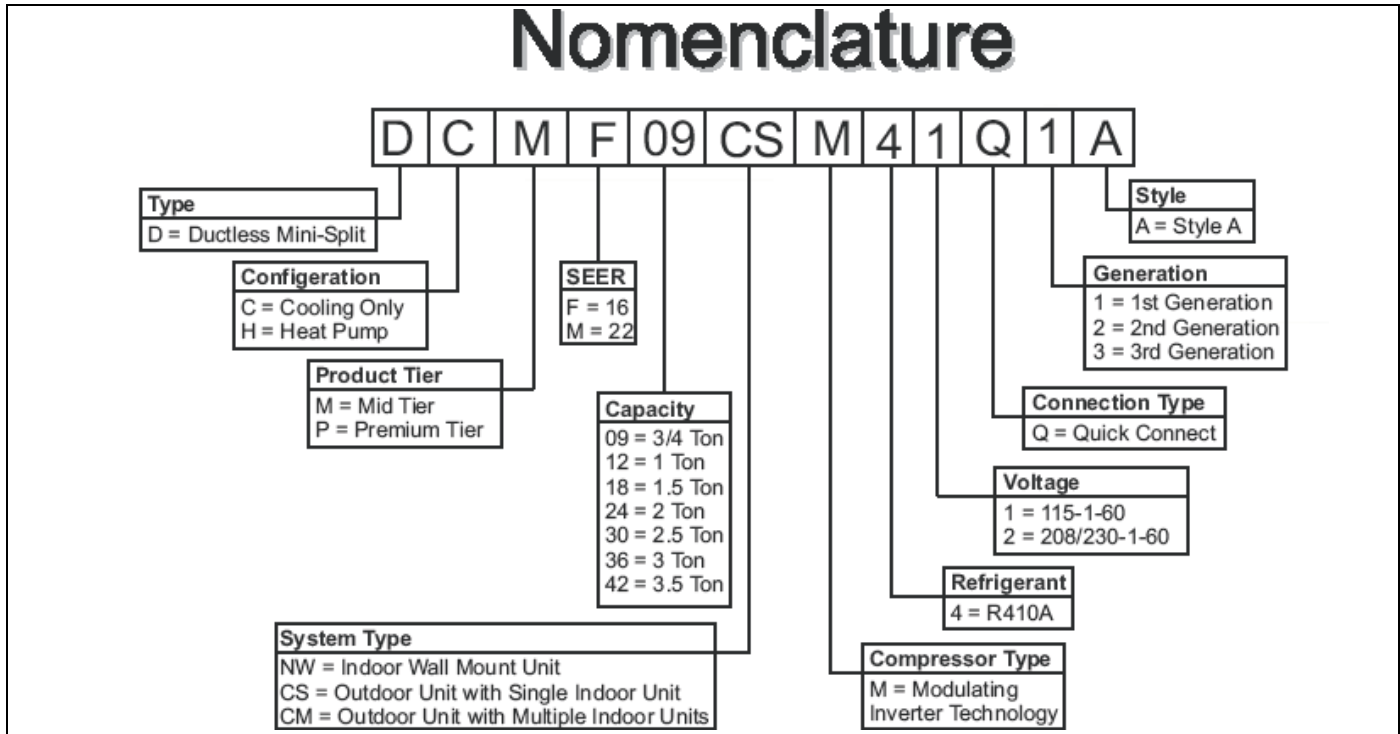 Nomenclature
D C M F 09 CS M 4 1 Q 1 A
Type
D = Ductless Mini-Split
Configeration
C = Cooling Only
H = Heat Pump
Product Tier
M = Mid Tier
P = Premium Tier
SEER
F = 16
M = 22
Capacity
09 = 3/4 Ton
12 = 1 Ton
18 = 1.5 Ton
24 = 2 Ton
30 = 2.5 Ton
36 = 3 Ton
42 = 3.5 Ton
System Type
NW = Indoor Wall Mount Unit
CS = Outdoor Unit with Single Indoor Unit
CM = Outdoor Unit with Multiple Indoor Units
Style
A = Style A
Generation
1 = 1st Generation
2 = 2nd Generation
3 = 3rd Generation
Connection Type
Q = Quick Connect
Voltage
1 = 115-1-60
2 = 208/230-1-60
Refrigerant
4 = R410A
Compressor Type
M = Modulating
Inverter Technology